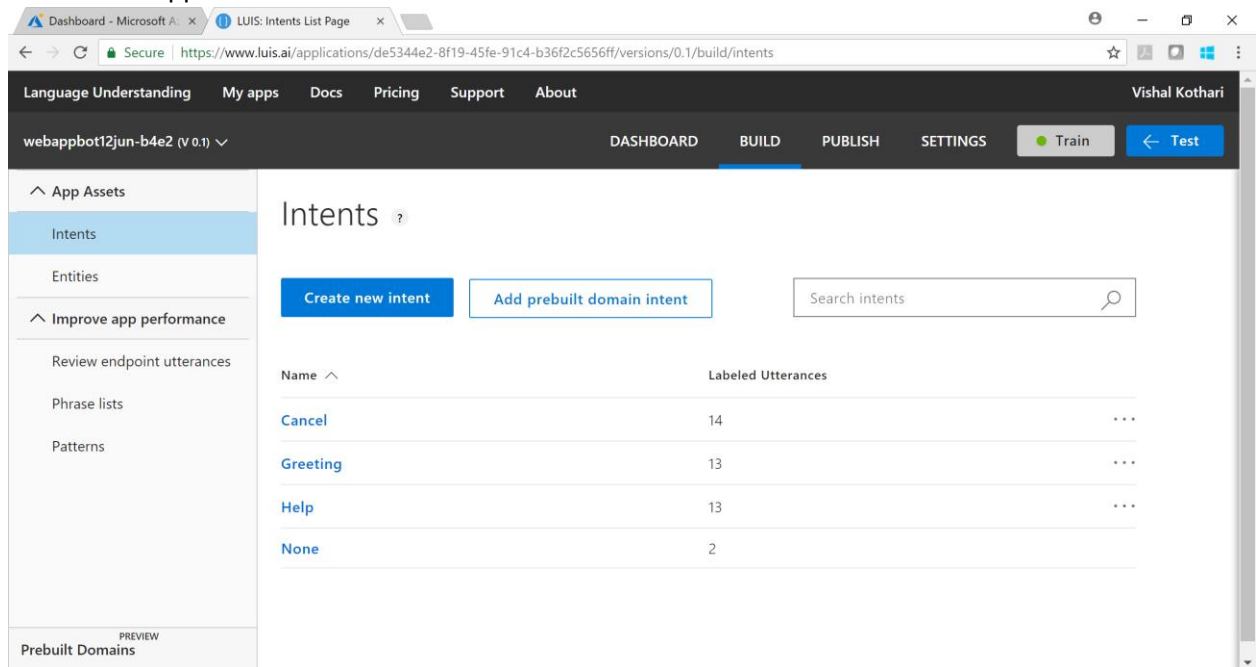 Dashboard - Microsoft A
LUIS: Intents List Page
Secure https://www.luis.ai/applications/de5344e2-8f19-45fe-91c4-b36f2c5656ff/versions/0.1/build/intents
Language Understanding My apps Docs Pricing Support About Vishal Kothari
webappbot12jun-b4e2 (V 0.1) DASHBOARD BUILD PUBLISH SETTINGS Train Test
App Assets
Intents
Entities
Improve app performance
Review endpoint utterances
Phrase lists
Patterns
PREVIEW
Prebuilt Domains
Intents ?
Create new intent Add prebuilt domain intent Search intents
Name Labeled Utterances
Cancel 14 ...
Greeting 13 ...
Help 13 ...
None 2